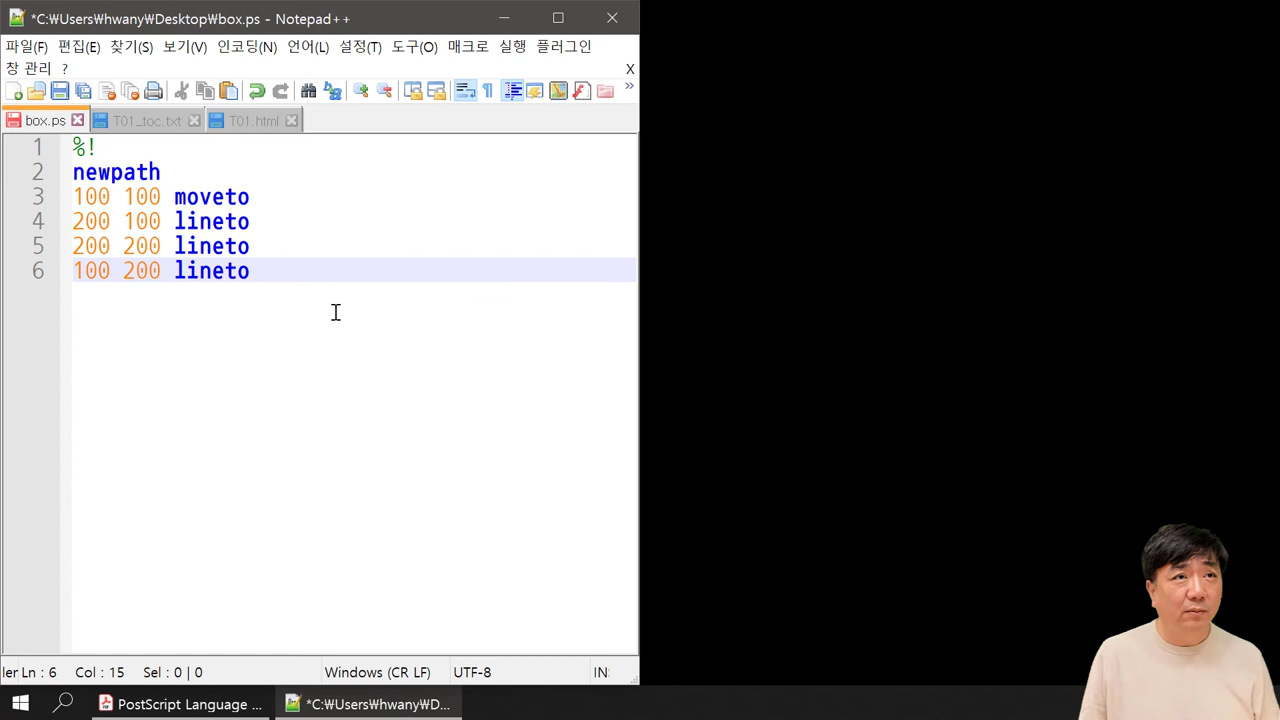 *C:₩Users₩hwany₩Desktop₩box.ps - Notepad++
파일(F) 편집(E) 찾기(S) 보기(V) 인코딩(N) 언어(L) 설정(T) 도구(O) 매크로 실행 플러그인
창 관리 ? X
box.ps T01_toc.txt T01.html
1 %!
2 newpath
3 100 100 moveto
4 200 100 lineto
5 200 200 lineto
6 100 200 lineto
ler Ln : 6 Col : 15 Sel : 0 | 0 Windows (CR LF) UTF-8 IN
PostScript Language ... *C:₩Users₩hwany₩D...